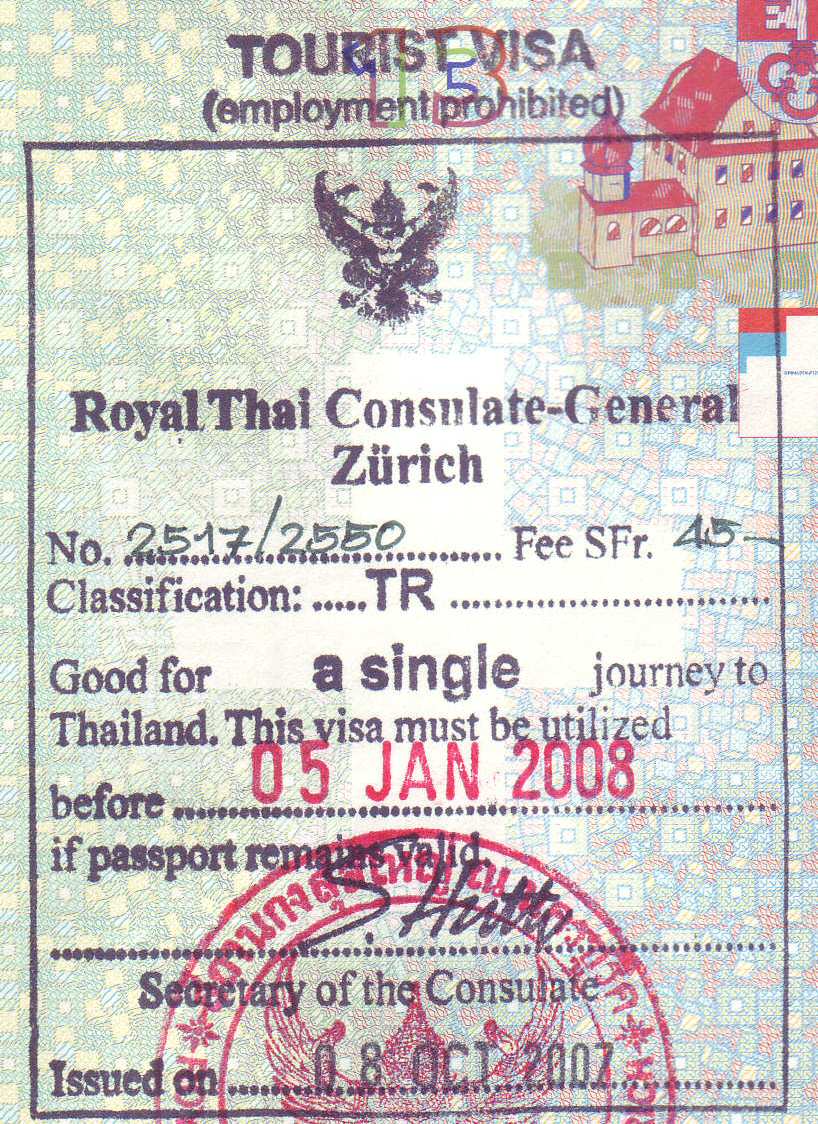 TOURIST VISA
(employment prohibited)
Royal Thai Consulate-General
Zürich
No. 2517/2550 Fee SFr. 45–
Classification: .....TR..............................
Good for a single journey to
Thailand. This visa must be utilized
before 05 JAN 2008
if passport remains valid.
Secretary of the Consulate
Issued on 08 OCT 2007